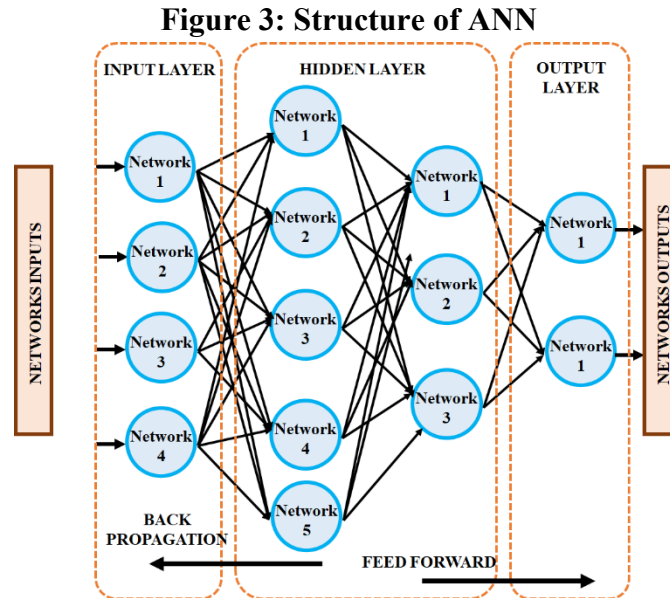 Figure 3: Structure of ANN
INPUT LAYER
HIDDEN LAYER
OUTPUT
LAYER
NETWORKS INPUTS
Network
1
Network
2
Network
3
Network
4
Network
1
Network
2
Network
3
Network
4
Network
5
Network
1
Network
2
Network
3
Network
1
Network
1
NETWORKS OUTPUTS
BACK
PROPAGATION
FEED FORWARD